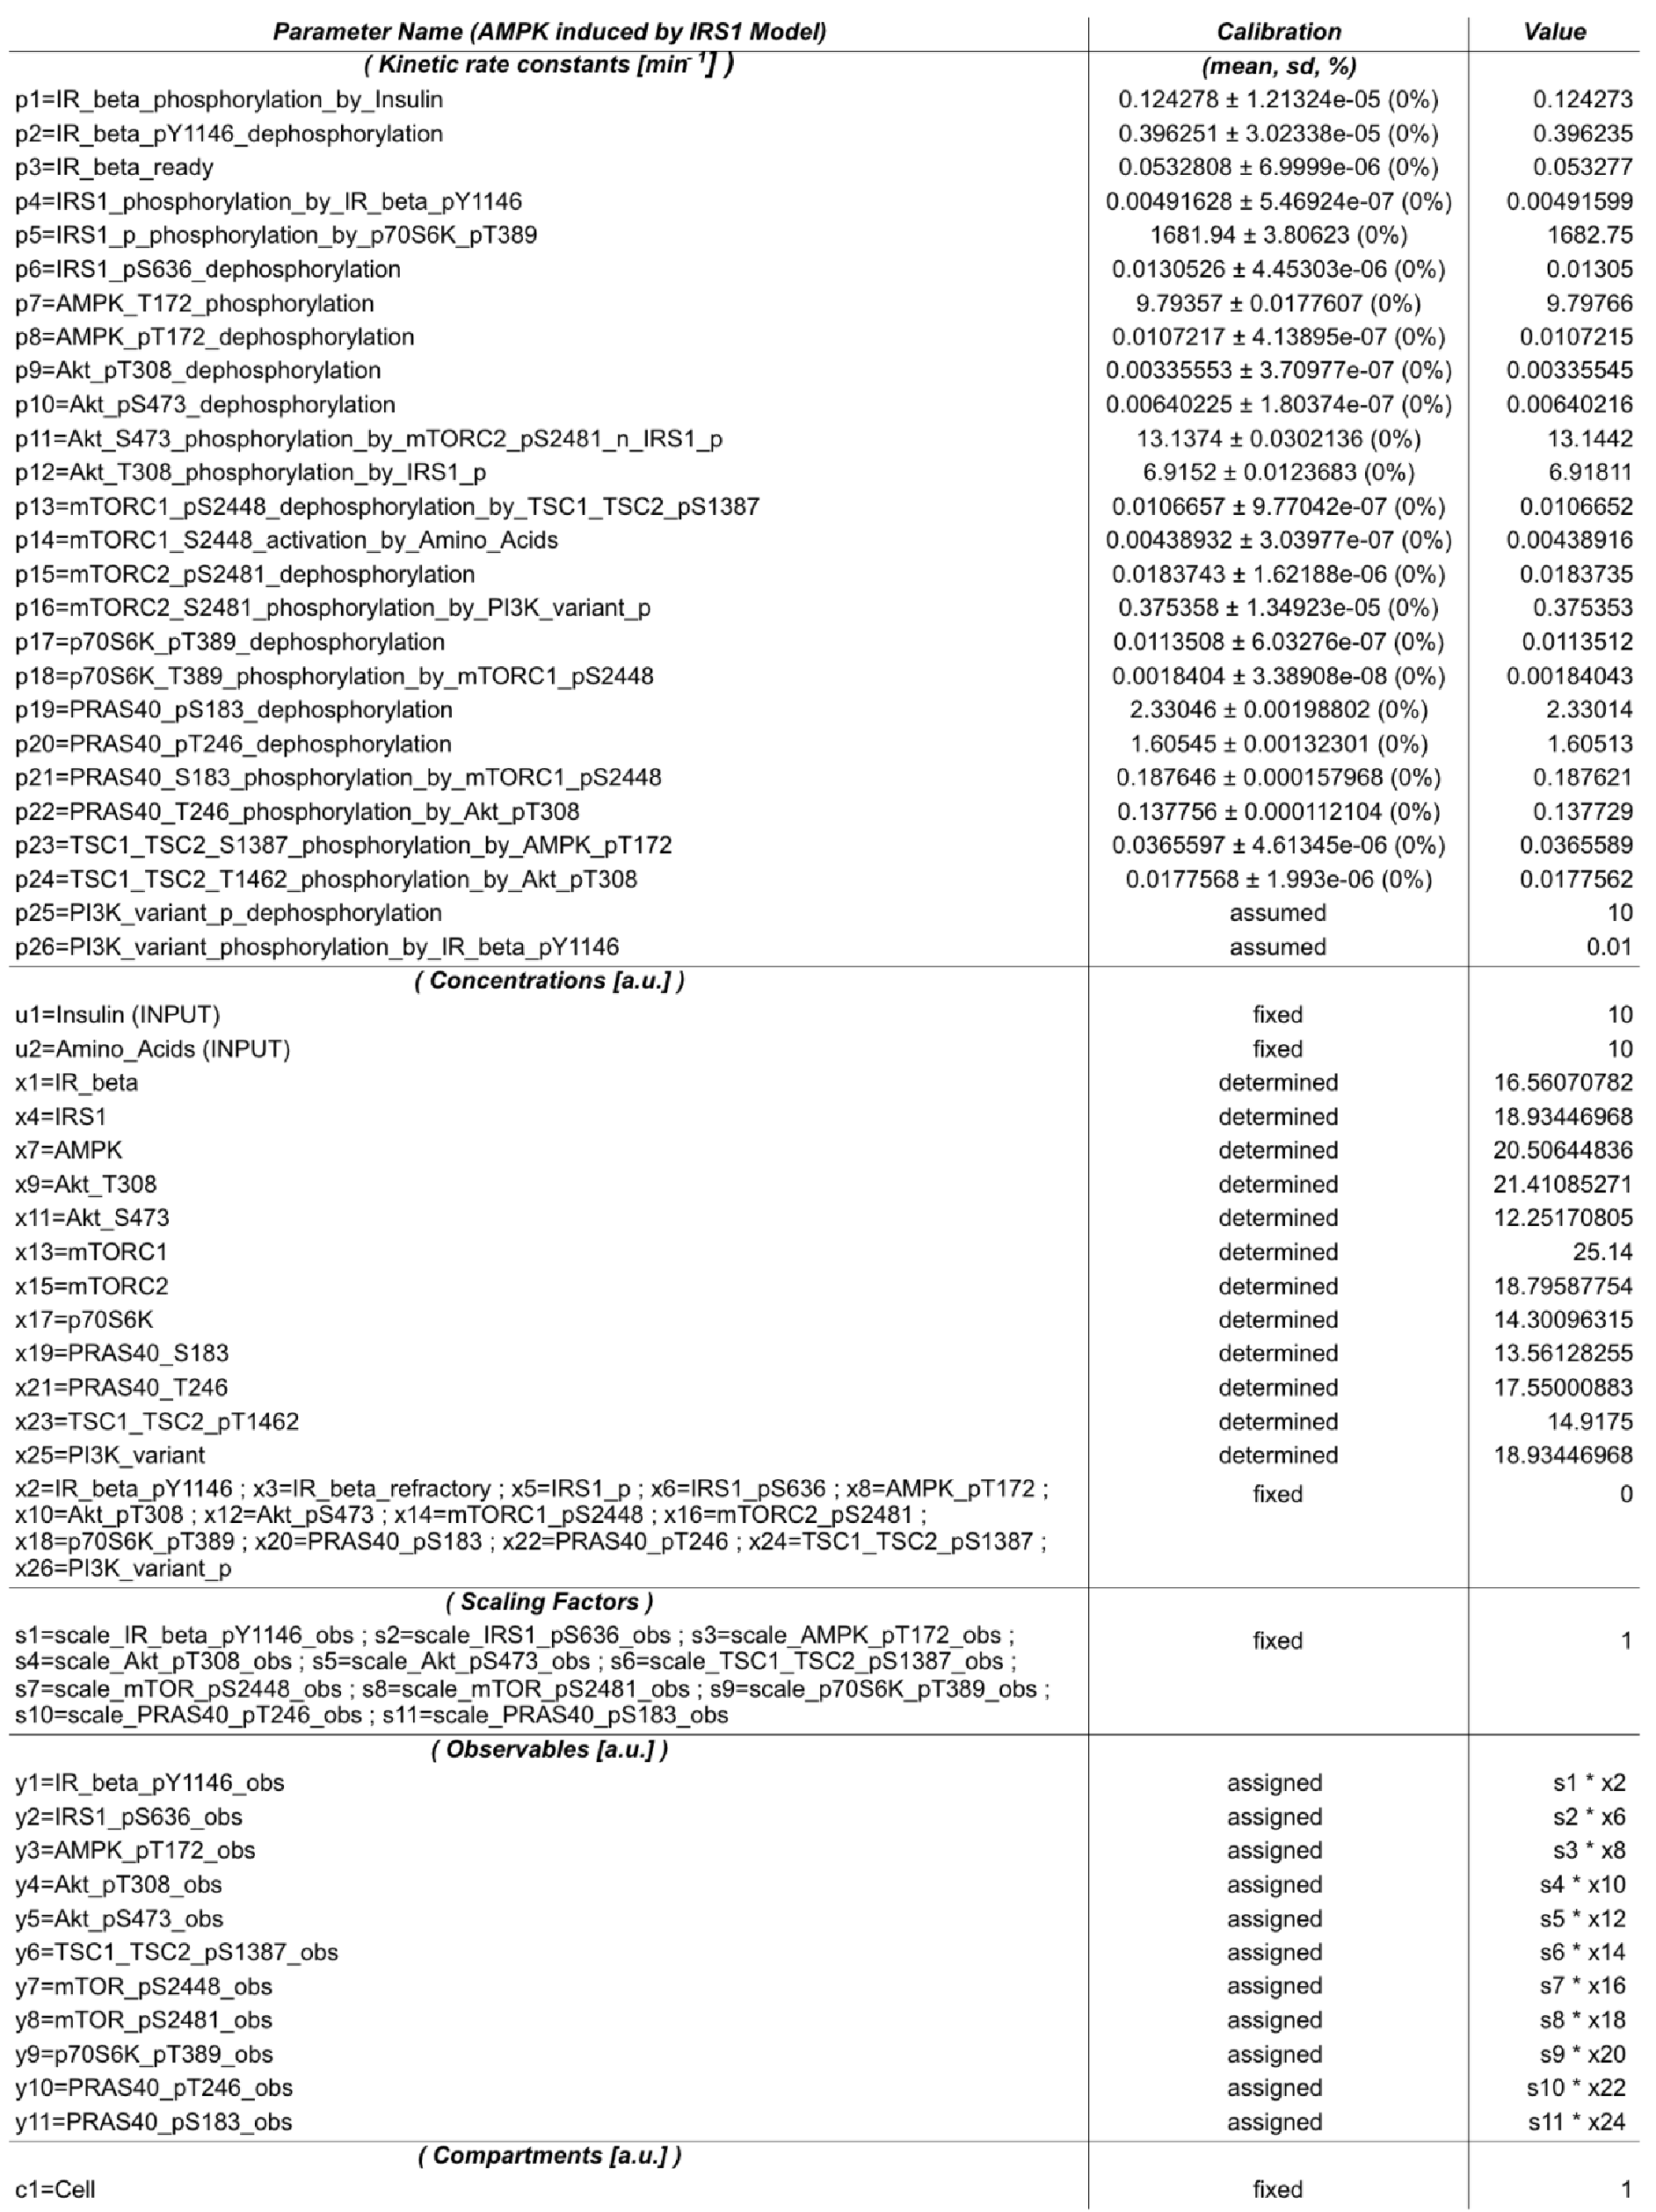 Parameter Name (AMPK induced by IRS1 Model) Calibration Value
( Kinetic rate constants [min⁻¹] ) (mean, sd, %)
p1=IR_beta_phosphorylation_by_Insulin 0.124278 ± 1.21324e-05 (0%) 0.124273
p2=IR_beta_pY1146_dephosphorylation 0.396251 ± 3.02338e-05 (0%) 0.396235
p3=IR_beta_ready 0.0532808 ± 6.9999e-06 (0%) 0.053277
p4=IRS1_phosphorylation_by_IR_beta_pY1146 0.00491628 ± 5.46924e-07 (0%) 0.00491599
p5=IRS1_p_phosphorylation_by_p70S6K_pT389 1681.94 ± 3.80623 (0%) 1682.75
p6=IRS1_pS636_dephosphorylation 0.0130526 ± 4.45303e-06 (0%) 0.01305
p7=AMPK_T172_phosphorylation 9.79357 ± 0.0177607 (0%) 9.79766
p8=AMPK_pT172_dephosphorylation 0.0107217 ± 4.13895e-07 (0%) 0.0107215
p9=Akt_pT308_dephosphorylation 0.00335553 ± 3.70977e-07 (0%) 0.00335545
p10=Akt_pS473_dephosphorylation 0.00640225 ± 1.80374e-07 (0%) 0.00640216
p11=Akt_S473_phosphorylation_by_mTORC2_pS2481_n_IRS1_p 13.1374 ± 0.0302136 (0%) 13.1442
p12=Akt_T308_phosphorylation_by_IRS1_p 6.9152 ± 0.0123683 (0%) 6.91811
p13=mTORC1_pS2448_dephosphorylation_by_TSC1_TSC2_pS1387 0.0106657 ± 9.77042e-07 (0%) 0.0106652
p14=mTORC1_S2448_activation_by_Amino_Acids 0.00438932 ± 3.03977e-07 (0%) 0.00438916
p15=mTORC2_pS2481_dephosphorylation 0.0183743 ± 1.62188e-06 (0%) 0.0183735
p16=mTORC2_S2481_phosphorylation_by_PI3K_variant_p 0.375358 ± 1.34923e-05 (0%) 0.375353
p17=p70S6K_pT389_dephosphorylation 0.0113508 ± 6.03276e-07 (0%) 0.0113512
p18=p70S6K_T389_phosphorylation_by_mTORC1_pS2448 0.0018404 ± 3.38908e-08 (0%) 0.00184043
p19=PRAS40_pS183_dephosphorylation 2.33046 ± 0.00198802 (0%) 2.33014
p20=PRAS40_pT246_dephosphorylation 1.60545 ± 0.00132301 (0%) 1.60513
p21=PRAS40_S183_phosphorylation_by_mTORC1_pS2448 0.187646 ± 0.000157968 (0%) 0.187621
p22=PRAS40_T246_phosphorylation_by_Akt_pT308 0.137756 ± 0.000112104 (0%) 0.137729
p23=TSC1_TSC2_S1387_phosphorylation_by_AMPK_pT172 0.0365597 ± 4.61345e-06 (0%) 0.0365589
p24=TSC1_TSC2_T1462_phosphorylation_by_Akt_pT308 0.0177568 ± 1.993e-06 (0%) 0.0177562
p25=PI3K_variant_p_dephosphorylation assumed 10
p26=PI3K_variant_phosphorylation_by_IR_beta_pY1146 assumed 0.01
( Concentrations [a.u.] )
u1=Insulin (INPUT) fixed 10
u2=Amino_Acids (INPUT) fixed 10
x1=IR_beta determined 16.56070782
x4=IRS1 determined 18.93446968
x7=AMPK determined 20.50644836
x9=Akt_T308 determined 21.41085271
x11=Akt_S473 determined 12.25170805
x13=mTORC1 determined 25.14
x15=mTORC2 determined 18.79587754
x17=p70S6K determined 14.30096315
x19=PRAS40_S183 determined 13.56128255
x21=PRAS40_T246 determined 17.55000883
x23=TSC1_TSC2_pT1462 determined 14.9175
x25=PI3K_variant determined 18.93446968
x2=IR_beta_pY1146 ; x3=IR_beta_refractory ; x5=IRS1_p ; x6=IRS1_pS636 ; x8=AMPK_pT172 ; fixed 0
x10=Akt_pT308 ; x12=Akt_pS473 ; x14=mTORC1_pS2448 ; x16=mTORC2_pS2481 ;
x18=p70S6K_pT389 ; x20=PRAS40_pS183 ; x22=PRAS40_pT246 ; x24=TSC1_TSC2_pS1387 ;
x26=PI3K_variant_p
( Scaling Factors )
s1=scale_IR_beta_pY1146_obs ; s2=scale_IRS1_pS636_obs ; s3=scale_AMPK_pT172_obs ; fixed 1
s4=scale_Akt_pT308_obs ; s5=scale_Akt_pS473_obs ; s6=scale_TSC1_TSC2_pS1387_obs ;
s7=scale_mTOR_pS2448_obs ; s8=scale_mTOR_pS2481_obs ; s9=scale_p70S6K_pT389_obs ;
s10=scale_PRAS40_pT246_obs ; s11=scale_PRAS40_pS183_obs
( Observables [a.u.] )
y1=IR_beta_pY1146_obs assigned s1 * x2
y2=IRS1_pS636_obs assigned s2 * x6
y3=AMPK_pT172_obs assigned s3 * x8
y4=Akt_pT308_obs assigned s4 * x10
y5=Akt_pS473_obs assigned s5 * x12
y6=TSC1_TSC2_pS1387_obs assigned s6 * x14
y7=mTOR_pS2448_obs assigned s7 * x16
y8=mTOR_pS2481_obs assigned s8 * x18
y9=p70S6K_pT389_obs assigned s9 * x20
y10=PRAS40_pT246_obs assigned s10 * x22
y11=PRAS40_pS183_obs assigned s11 * x24
( Compartments [a.u.] )
c1=Cell fixed 1